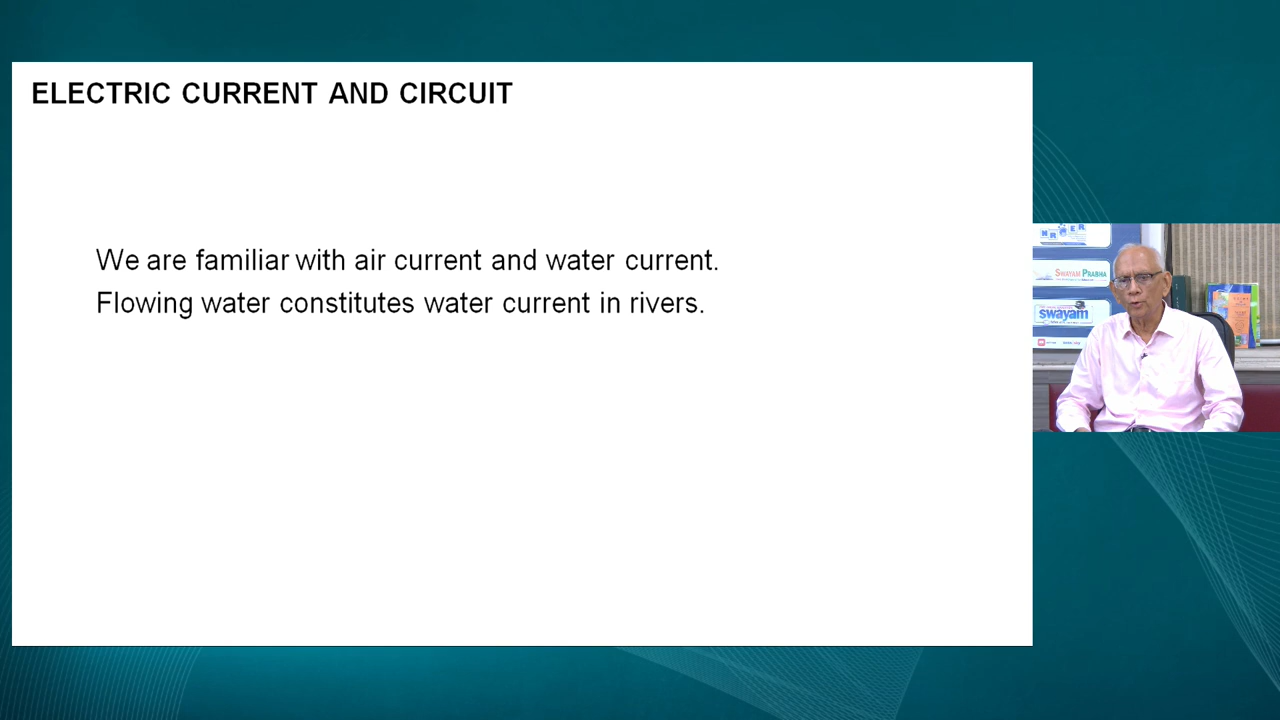 ELECTRIC CURRENT AND CIRCUIT
We are familiar with air current and water current.
Flowing water constitutes water current in rivers.
SWAYAM PRABHA
swayam